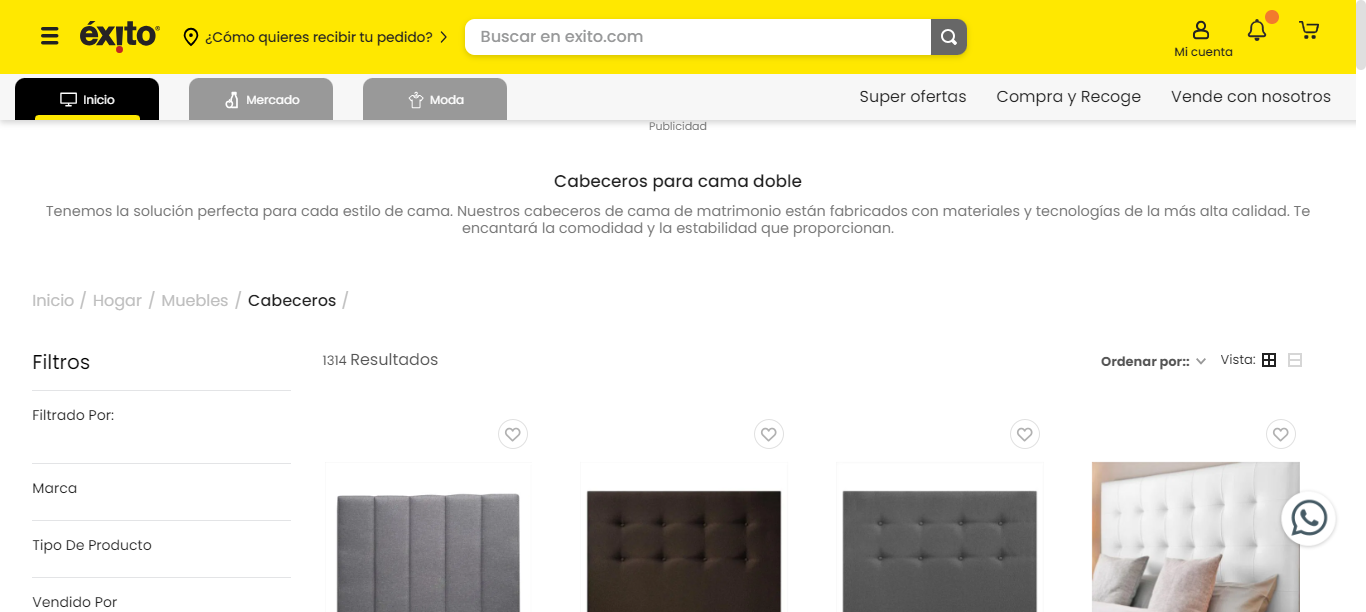 éxito
¿Cómo quieres recibir tu pedido?
Buscar en exito.com
Mi cuenta
Inicio
Mercado
Moda
Super ofertas
Compra y Recoge
Vende con nosotros
Publicidad
Cabeceros para cama doble
Tenemos la solución perfecta para cada estilo de cama. Nuestros cabeceros de cama de matrimonio están fabricados con materiales y tecnologías de la más alta calidad. Te
encantará la comodidad y la estabilidad que proporcionan.
Inicio / Hogar / Muebles / Cabeceros /
Filtros
1314 Resultados
Ordenar por::
Vista:
Filtrado Por:
Marca
Tipo De Producto
Vendido Por